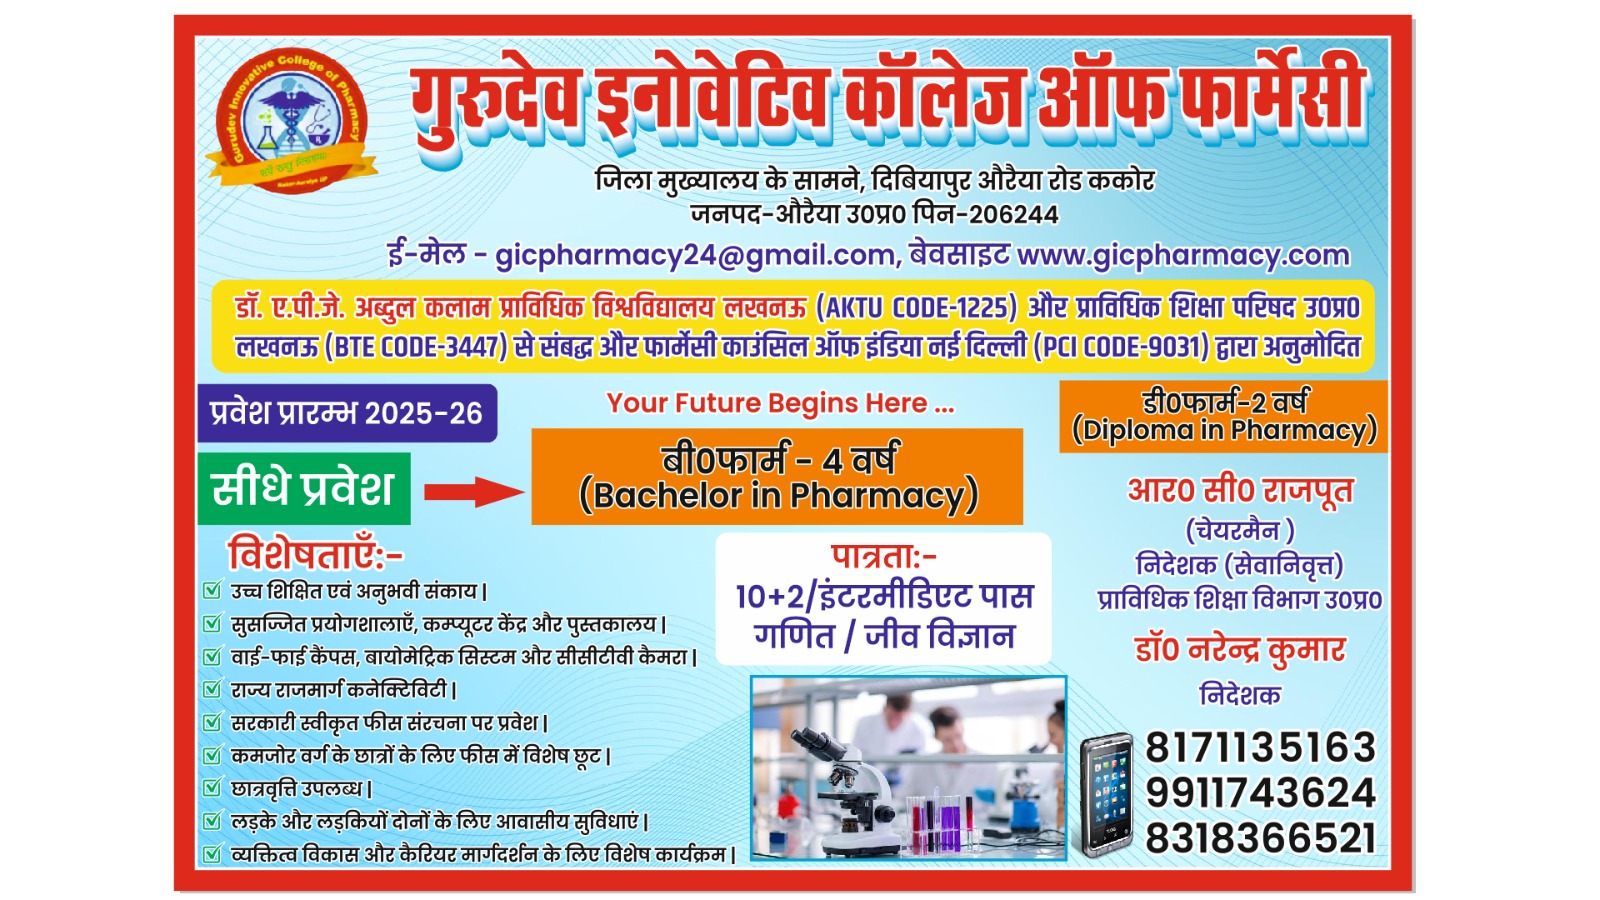 Gurudev Innovative College of Pharmacy
गुरुदेव इनोवेटिव कॉलेज ऑफ फार्मेसी
जिला मुख्यालय के सामने, दिबियापुर औरैया रोड ककोर
जनपद-औरैया उ0प्र0 पिन-206244
ई-मेल - gicpharmacy24@gmail.com, बेवसाइट www.gicpharmacy.com
डॉ. ए.पी.जे. अब्दुल कलाम प्राविधिक विश्वविद्यालय लखनऊ (AKTU CODE-1225) और प्राविधिक शिक्षा परिषद उ0प्र0
लखनऊ (BTE CODE-3447) से संबद्ध और फार्मेसी काउंसिल ऑफ इंडिया नई दिल्ली (PCI CODE-9031) द्वारा अनुमोदित
प्रवेश प्रारम्भ 2025-26
Your Future Begins Here ...
डी0फार्म-2 वर्ष
(Diploma in Pharmacy)
सीधे प्रवेश
बी0फार्म - 4 वर्ष
(Bachelor in Pharmacy)
विशेषताएँ:-
उच्च शिक्षित एवं अनुभवी संकाय |
सुसज्जित प्रयोगशालाएँ, कम्प्यूटर केंद्र और पुस्तकालय |
वाई-फाई कैंपस, बायोमेट्रिक सिस्टम और सीसीटीवी कैमरा |
राज्य राजमार्ग कनेक्टिविटी |
सरकारी स्वीकृत फीस संरचना पर प्रवेश |
कमजोर वर्ग के छात्रों के लिए फीस में विशेष छूट |
छात्रवृत्ति उपलब्ध |
लड़के और लड़कियों दोनों के लिए आवासीय सुविधाएं |
व्यक्तित्व विकास और कैरियर मार्गदर्शन के लिए विशेष कार्यक्रम |
पात्रता:-
10+2/इंटरमीडिएट पास
गणित / जीव विज्ञान
आर0 सी0 राजपूत
(चेयरमैन )
निदेशक (सेवानिवृत्त)
प्राविधिक शिक्षा विभाग उ0प्र0
डॉ0 नरेन्द्र कुमार
निदेशक
8171135163
9911743624
8318366521